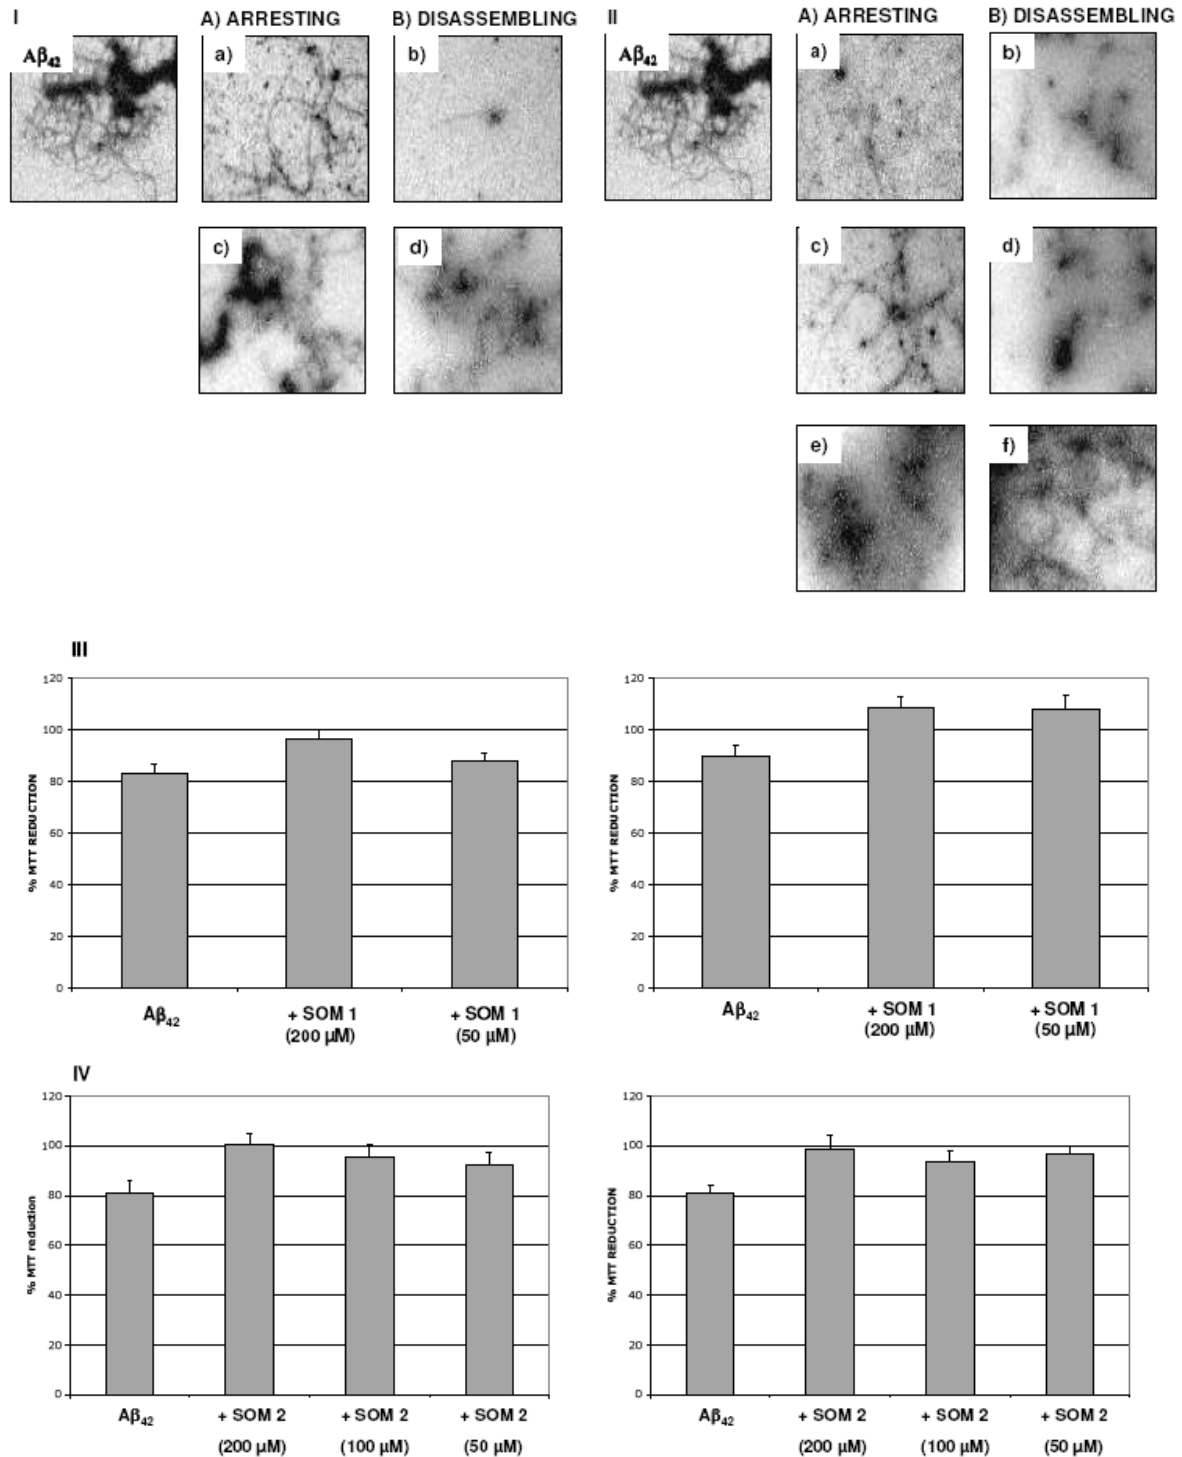 I A) ARRESTING B) DISASSEMBLING II A) ARRESTING B) DISASSEMBLING
Aβ42 a) b) Aβ42 a) b)
c) d) c) d)
e) f)
III
120 120
100 100
80 80
60 60
40 40
20 20
0 0
% MTT REDUCTION % MTT REDUCTION
Aβ42 + SOM 1 + SOM 1 Aβ42 + SOM 1 + SOM 1
(200 µM) (50 µM) (200 µM) (50 µM)
IV
120 120
100 100
80 80
60 60
40 40
20 20
0 0
% MTT reduction % MTT REDUCTION
Aβ42 + SOM 2 + SOM 2 + SOM 2 Aβ42 + SOM 2 + SOM 2 + SOM 2
(200 µM) (100 µM) (50 µM) (200 µM) (100 µM) (50 µM)